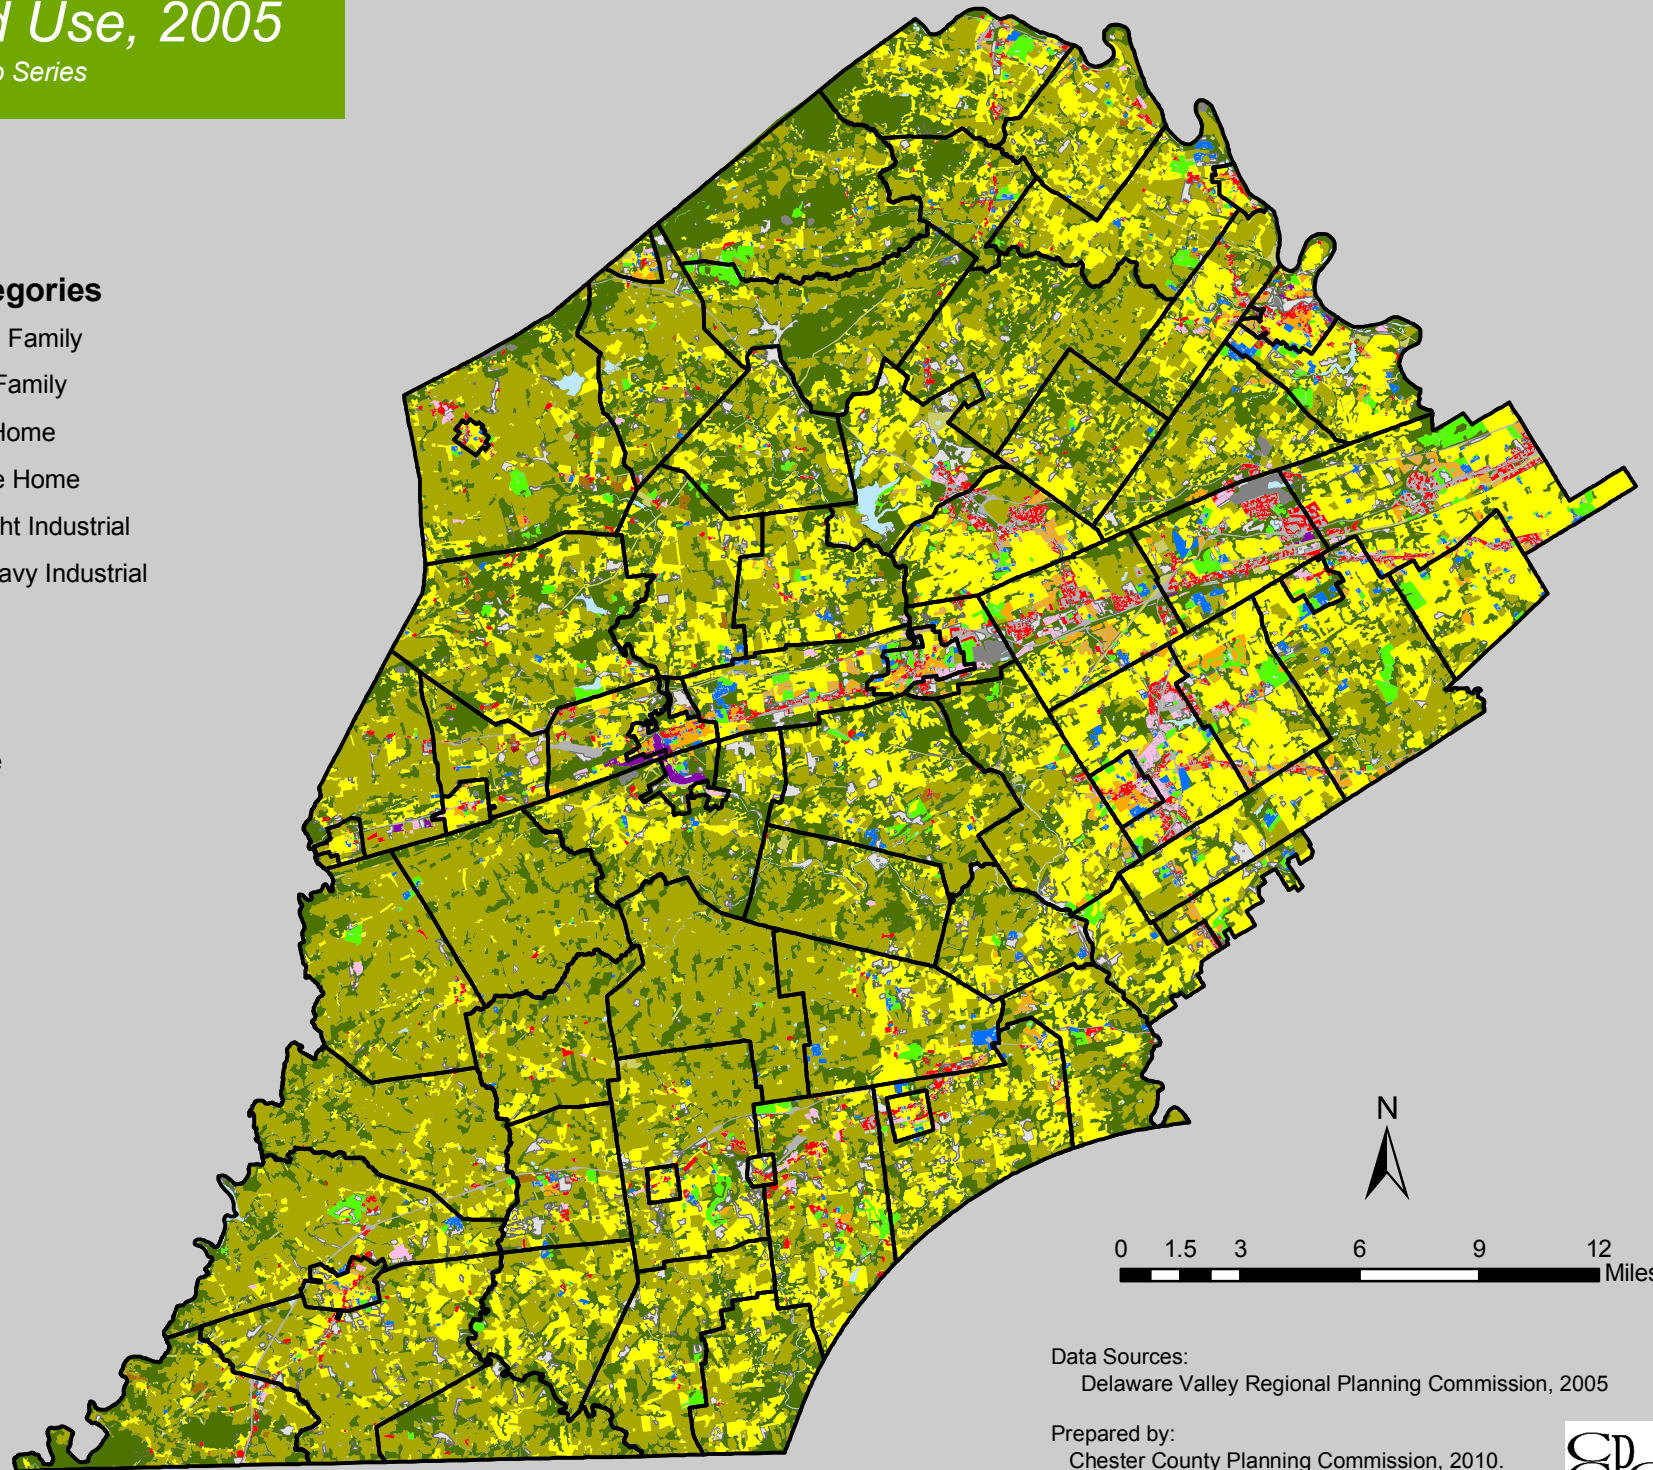 d Use, 2005
Series
egories
Family
Family
Home
e Home
ht Industrial
avy Industrial
e
N
0 1.5 3 6 9 12
Miles
Data Sources:
Delaware Valley Regional Planning Commission, 2005
Prepared by:
Chester County Planning Commission, 2010.